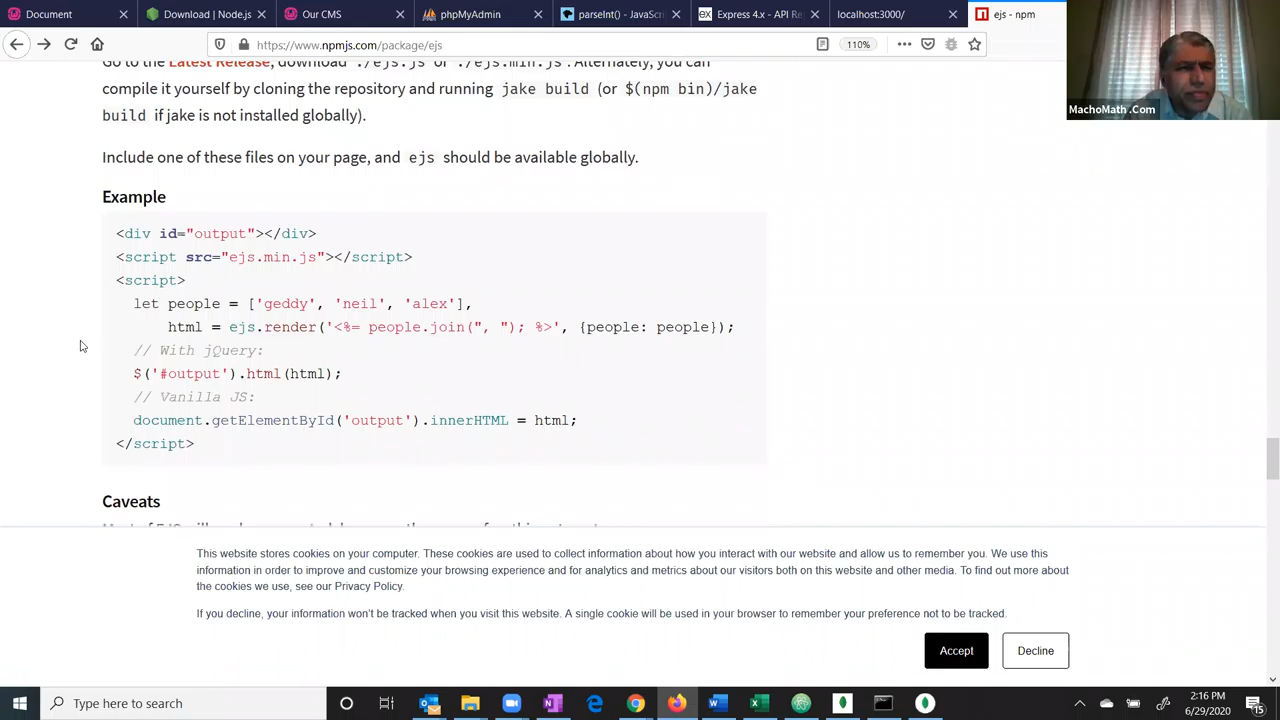 Document
Download | Node.js
Our CMS
phpMyAdmin
parseInt() - JavaScri
Express 4.x - API Re
localhost:3000/
ejs - npm
https://www.npmjs.com/package/ejs
110%
MachoMath .Com
Go to the Latest Release, download ./ejs.js or ./ejs.min.js. Alternately, you can
compile it yourself by cloning the repository and running jake build (or $(npm bin)/jake
build if jake is not installed globally).
Include one of these files on your page, and ejs should be available globally.
Example
<div id="output"></div>
<script src="ejs.min.js"></script>
<script>
let people = ['geddy', 'neil', 'alex'],
html = ejs.render('<%= people.join(", "); %>', {people: people});
// With jQuery:
$('#output').html(html);
// Vanilla JS:
document.getElementById('output').innerHTML = html;
</script>
Caveats
This website stores cookies on your computer. These cookies are used to collect information about how you interact with our website and allow us to remember you. We use this
information in order to improve and customize your browsing experience and for analytics and metrics about our visitors both on this website and other media. To find out more about
the cookies we use, see our Privacy Policy.
If you decline, your information won't be tracked when you visit this website. A single cookie will be used in your browser to remember your preference not to be tracked.
Accept
Decline
Type here to search
2:16 PM
6/29/2020
15